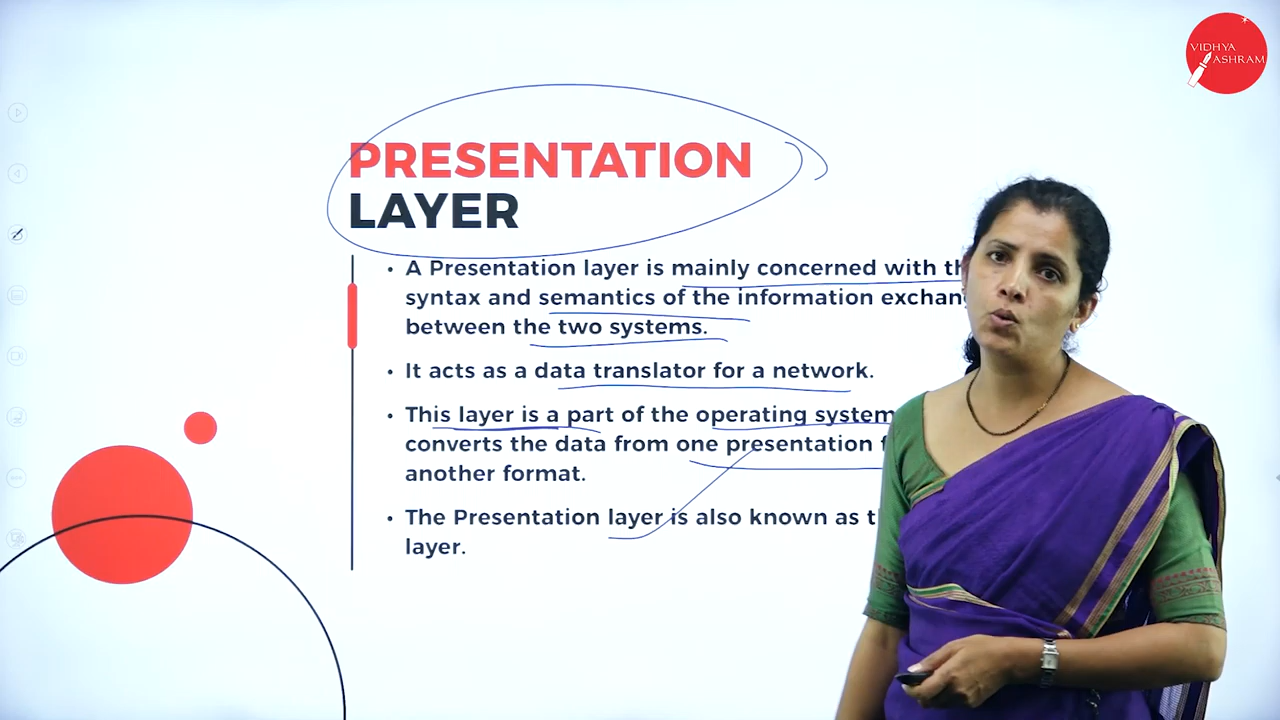 VIDHYA
ASHRAM
PRESENTATION
LAYER
• A Presentation layer is mainly concerned with
syntax and semantics of the information
between the two systems.
• It acts as a data translator for a network.
• This layer is a part of the operating system
converts the data from one presentation
another format.
• The Presentation layer is also known as
layer.